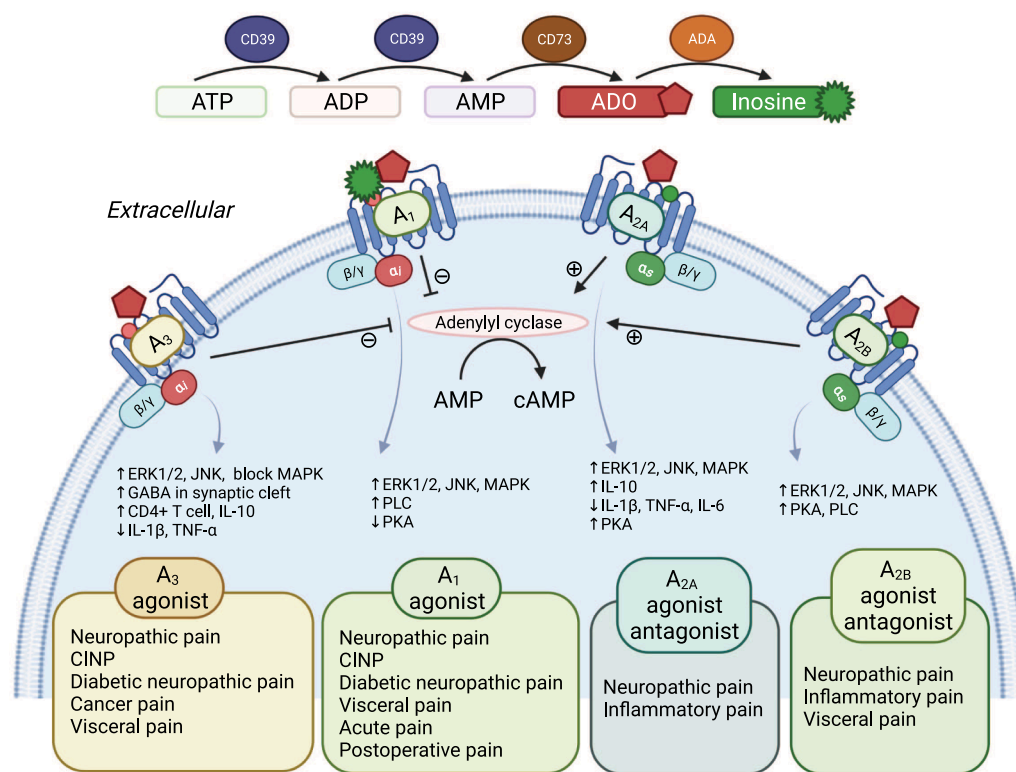 CD39
CD39
CD73
ADA
ATP
ADP
AMP
ADO
Inosine
Extracellular
A1
β/γ
αi
⊖
A2A
αs
β/γ
⊕
A3
β/γ
αi
⊖
Adenylyl cyclase
AMP
cAMP
⊕
A2B
αs
β/γ
↑ERK1/2, JNK, block MAPK
↑GABA in synaptic cleft
↑CD4+ T cell, IL-10
↓IL-1β, TNF-α
↑ERK1/2, JNK, MAPK
↑PLC
↓PKA
↑ERK1/2, JNK, MAPK
↑IL-10
↓IL-1β, TNF-α, IL-6
↑PKA
↑ERK1/2, JNK, MAPK
↑PKA, PLC
A3
agonist
Neuropathic pain
CINP
Diabetic neuropathic pain
Cancer pain
Visceral pain
A1
agonist
Neuropathic pain
CINP
Diabetic neuropathic pain
Visceral pain
Acute pain
Postoperative pain
A2A
agonist
antagonist
Neuropathic pain
Inflammatory pain
A2B
agonist
antagonist
Neuropathic pain
Inflammatory pain
Visceral pain